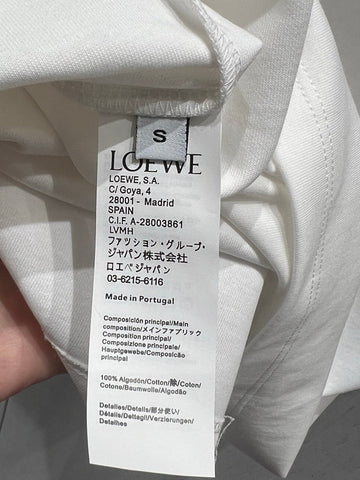 S
LOEWE
LOEWE, S.A.
C/ Goya, 4
28001 - Madrid
SPAIN
C.I.F. A-28003861
LVMH
ファッション・グループ・
ジャパン株式会社
ロエベジャパン
03-6215-6116
Made in Portugal
Composición principal/Main
composition/メインファブリック
Composition principal/
Composizione principale/
Hauptgewebe/Composição
principal
100% Algodón/Cotton/除/Coton/
Cotone/Baumwolle/Algodão
Detalles/Details/部分使い/
Détails/Dettagli/Verzierungen/
Detalhes